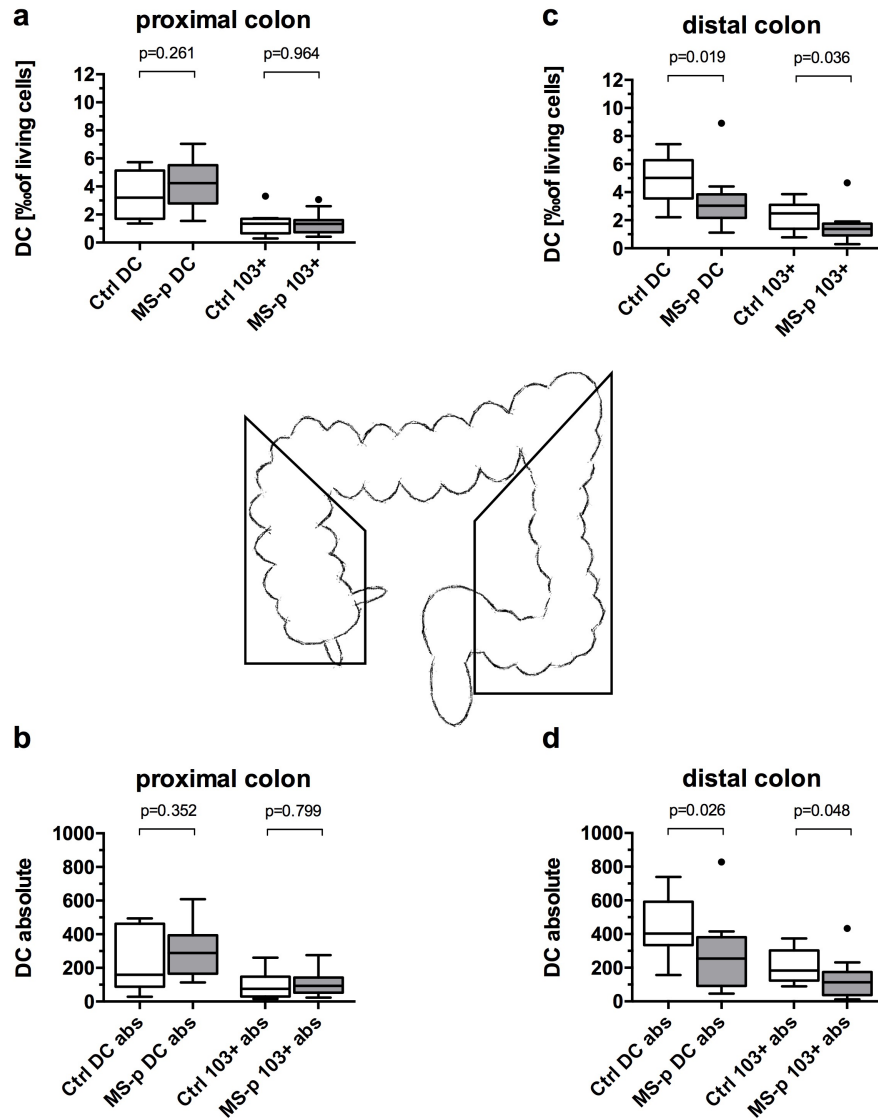 a
proximal colon
p=0.261
p=0.964
DC [‰of living cells]
12
10
8
6
4
2
0
Ctrl DC
MS-p DC
Ctrl 103+
MS-p 103+
c
distal colon
p=0.019
p=0.036
DC [‰of living cells]
12
10
8
6
4
2
0
Ctrl DC
MS-p DC
Ctrl 103+
MS-p 103+
b
proximal colon
p=0.352
p=0.799
DC absolute
1000
800
600
400
200
0
Ctrl DC abs
MS-p DC abs
Ctrl 103+ abs
MS-p 103+ abs
d
distal colon
p=0.026
p=0.048
DC absolute
1000
800
600
400
200
0
Ctrl DC abs
MS-p DC abs
Ctrl 103+ abs
MS-p 103+ abs